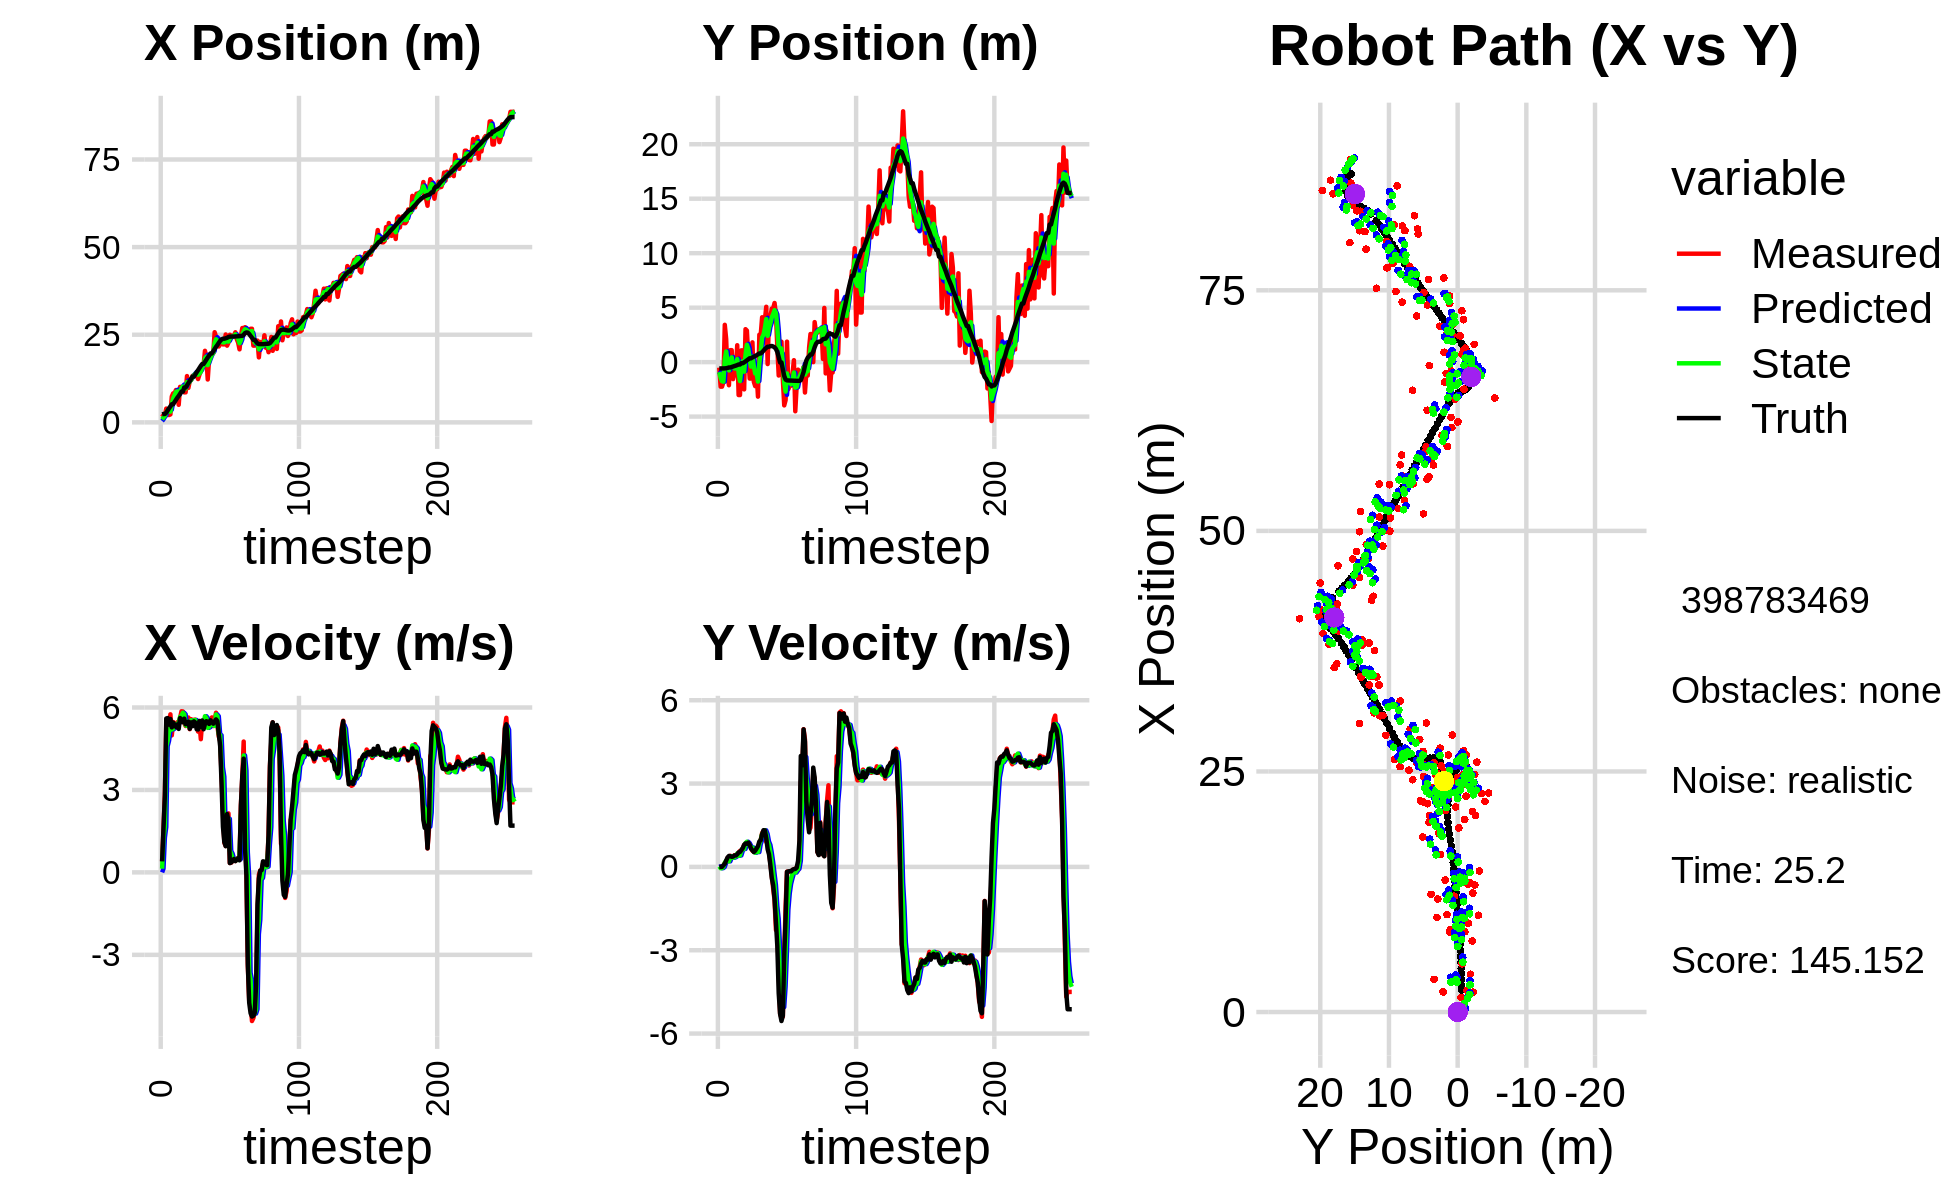 X Position (m)
75
50
25
0
0
100
200
timestep
Y Position (m)
20
15
10
5
0
-5
0
100
200
timestep
X Velocity (m/s)
6
3
0
-3
0
100
200
timestep
Y Velocity (m/s)
6
3
0
-3
-6
0
100
200
timestep
Robot Path (X vs Y)
X Position (m)
75
50
25
0
20 10 0 -10 -20
Y Position (m)
variable
Measured
Predicted
State
Truth
398783469
Obstacles: none
Noise: realistic
Time: 25.2
Score: 145.152